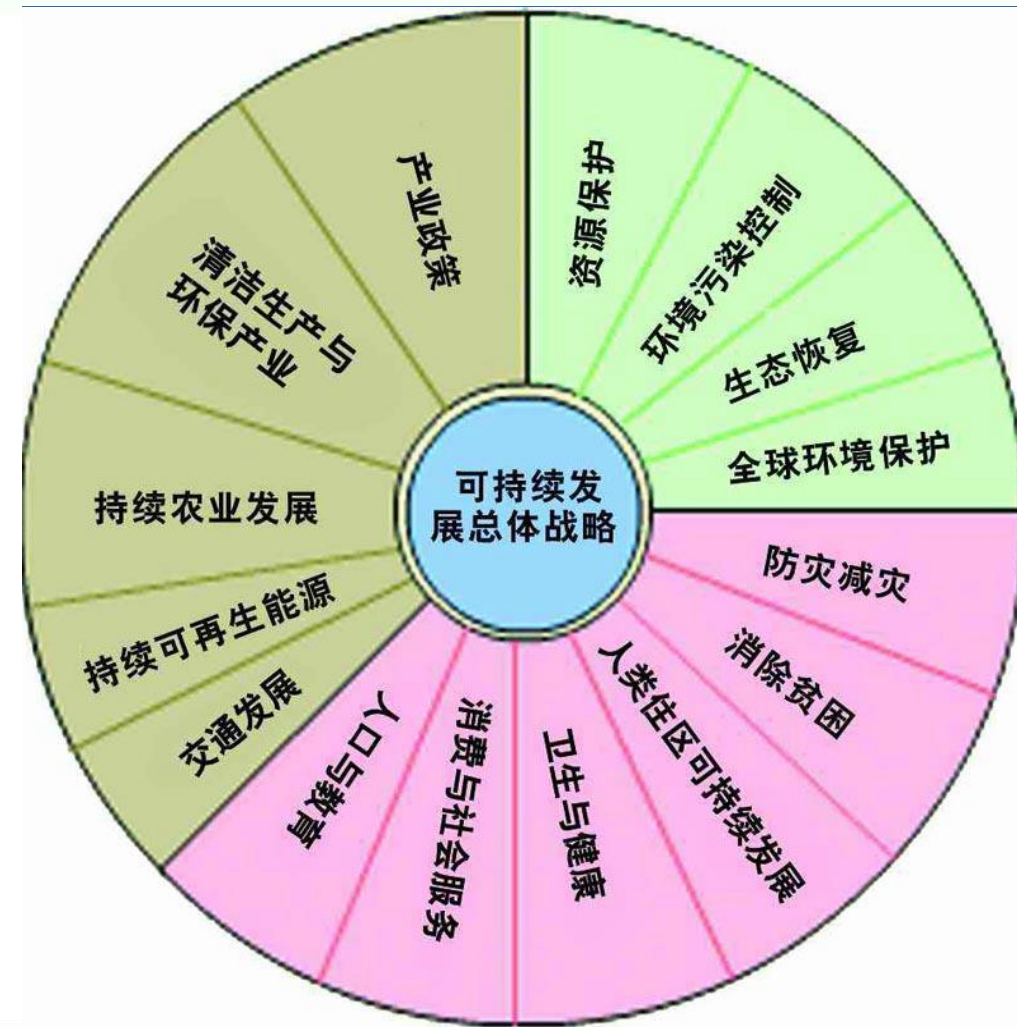 可持续发
展总体战略
资源保护
环境污染控制
生态恢复
全球环境保护
防灾减灾
消除贫困
人类住区可持续发展
卫生与健康
消费与社会服务
人口与教育
交通发展
持续可再生能源
持续农业发展
清洁生产与
环保产业
产业政策